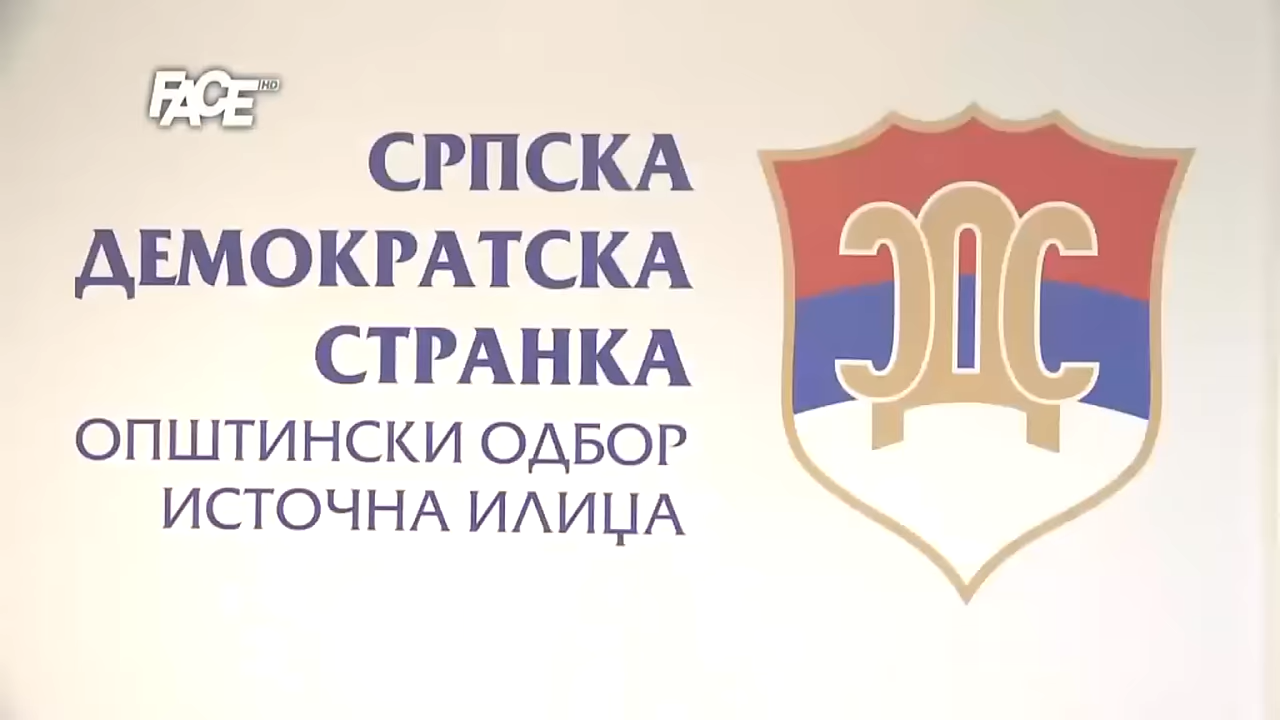 FACE HD
СРПСКА
ДЕМОКРАТСКА
СТРАНКА
ОПШТИНСКИ ОДБОР
ИСТОЧНА ИЛИЏА
СДС